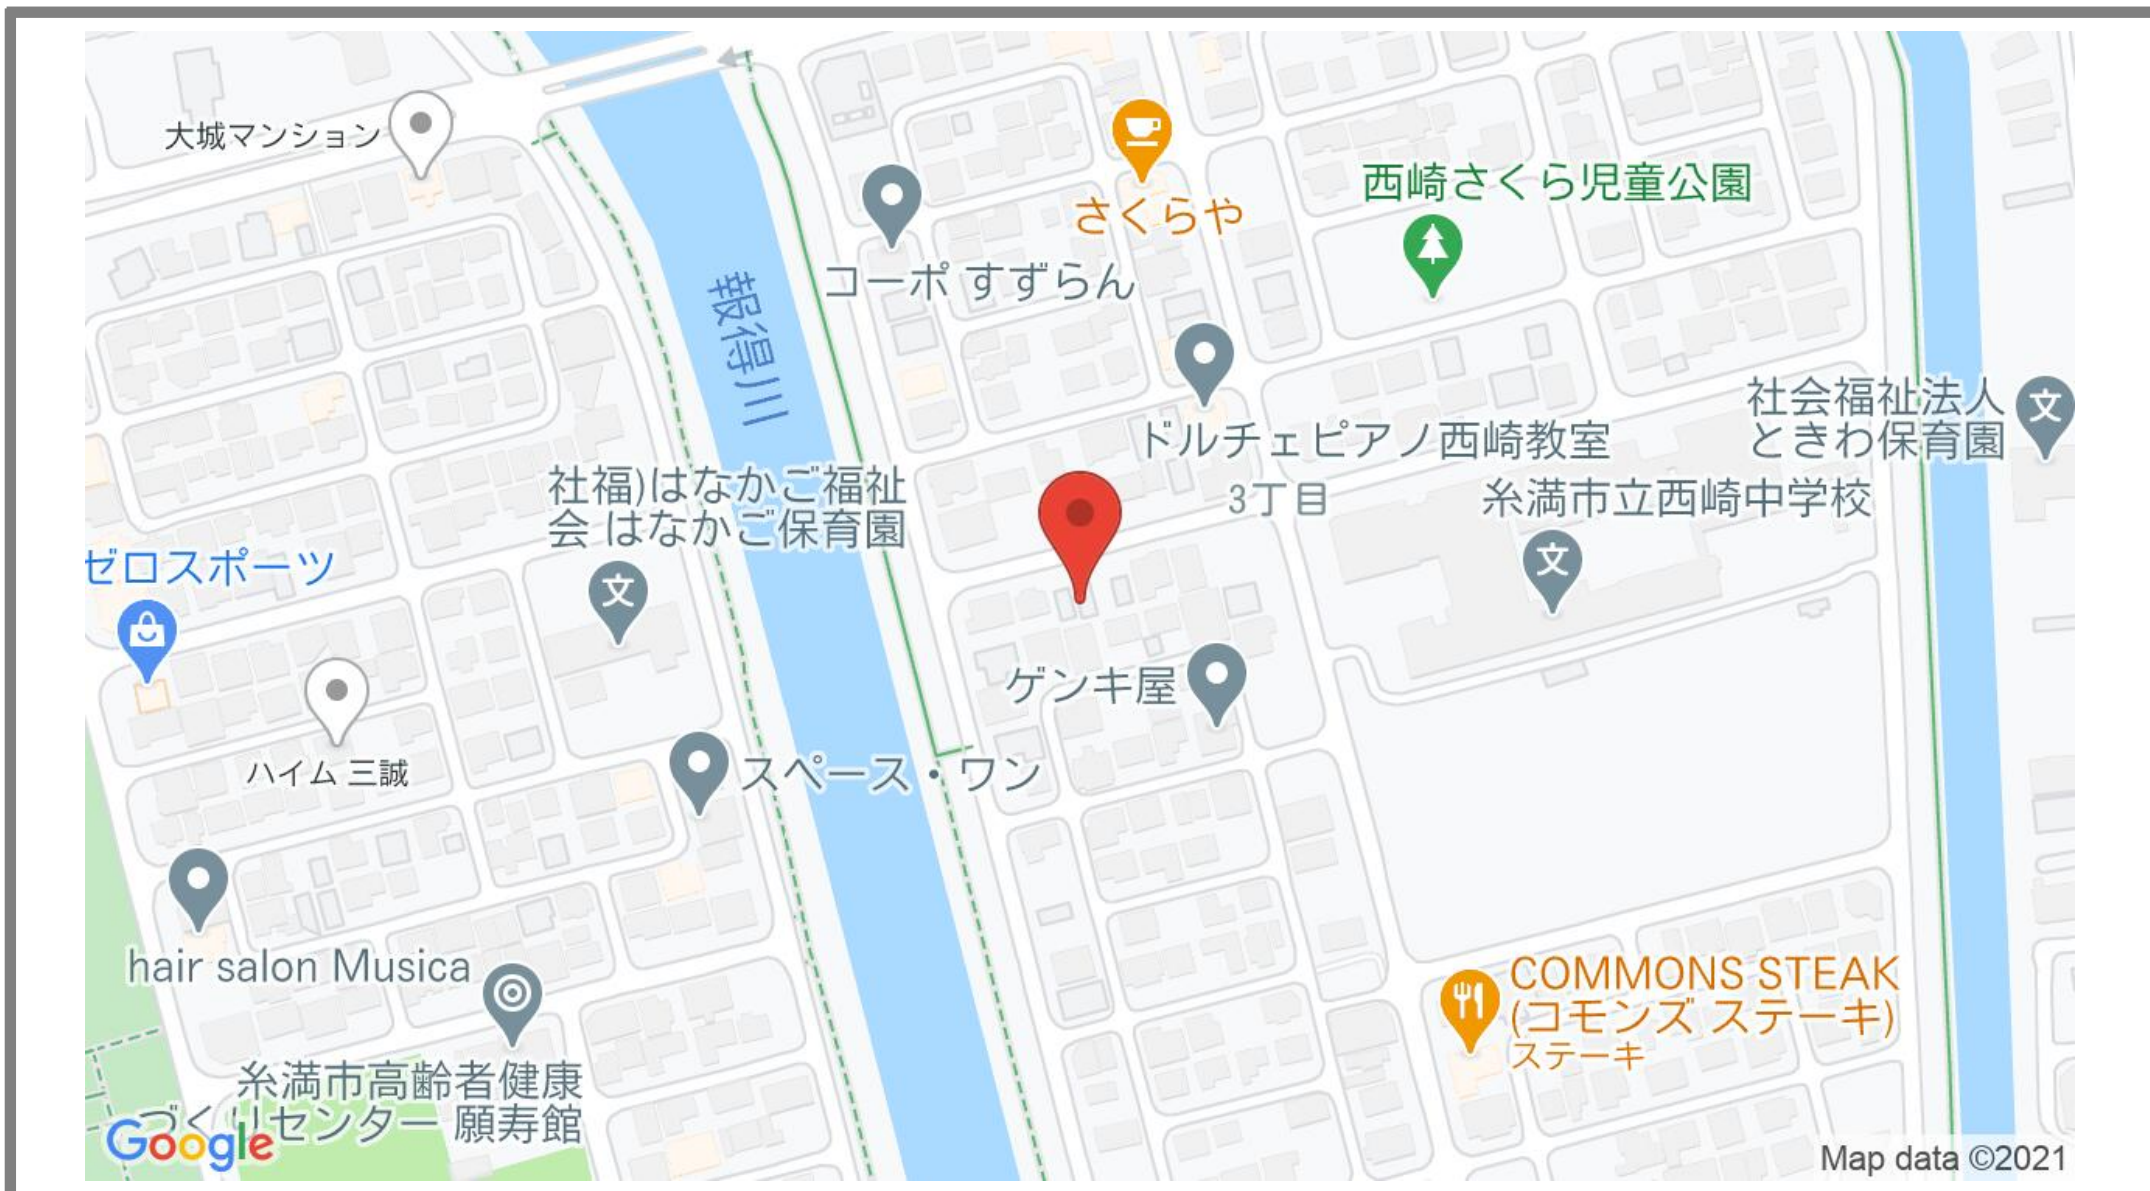 大城マンション
さくらや
西崎さくら児童公園
コーポ すずらん
報得川
ドルチェピアノ西崎教室
社会福祉法人
ときわ保育園
社福)はなかご福祉
会 はなかご保育園
3丁目
糸満市立西崎中学校
ゼロスポーツ
ゲンキ屋
ハイム 三誠
スペース・ワン
hair salon Musica
COMMONS STEAK
(コモンズ ステーキ)
ステーキ
糸満市高齢者健康
づくりセンター 願寿館
Google
Map data ©2021